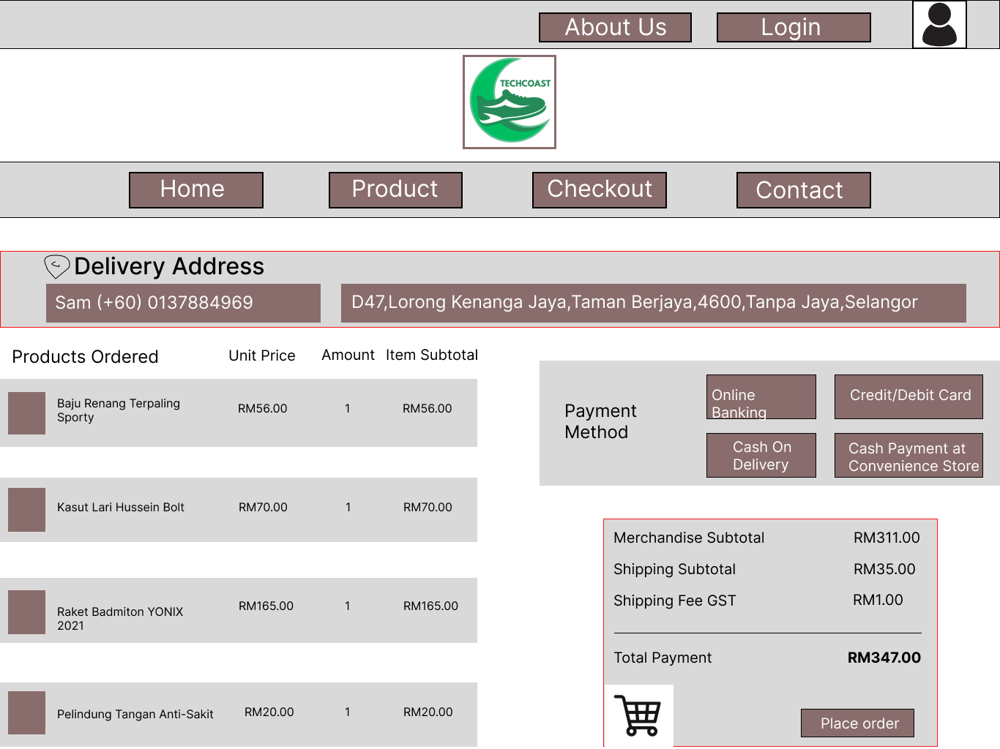 About Us
Login
TECHCOAST
Home
Product
Checkout
Contact
Delivery Address
Sam (+60) 0137884969
D47,Lorong Kenanga Jaya,Taman Berjaya,4600,Tanpa Jaya,Selangor
Products Ordered
Unit Price
Amount
Item Subtotal
Baju Renang Terpaling
Sporty
RM56.00
1
RM56.00
Kasut Lari Hussein Bolt
RM70.00
1
RM70.00
Raket Badmiton YONIX
2021
RM165.00
1
RM165.00
Pelindung Tangan Anti-Sakit
RM20.00
1
RM20.00
Payment
Method
Online
Banking
Credit/Debit Card
Cash On
Delivery
Cash Payment at
Convenience Store
Merchandise Subtotal
RM311.00
Shipping Subtotal
RM35.00
Shipping Fee GST
RM1.00
Total Payment
RM347.00
Place order